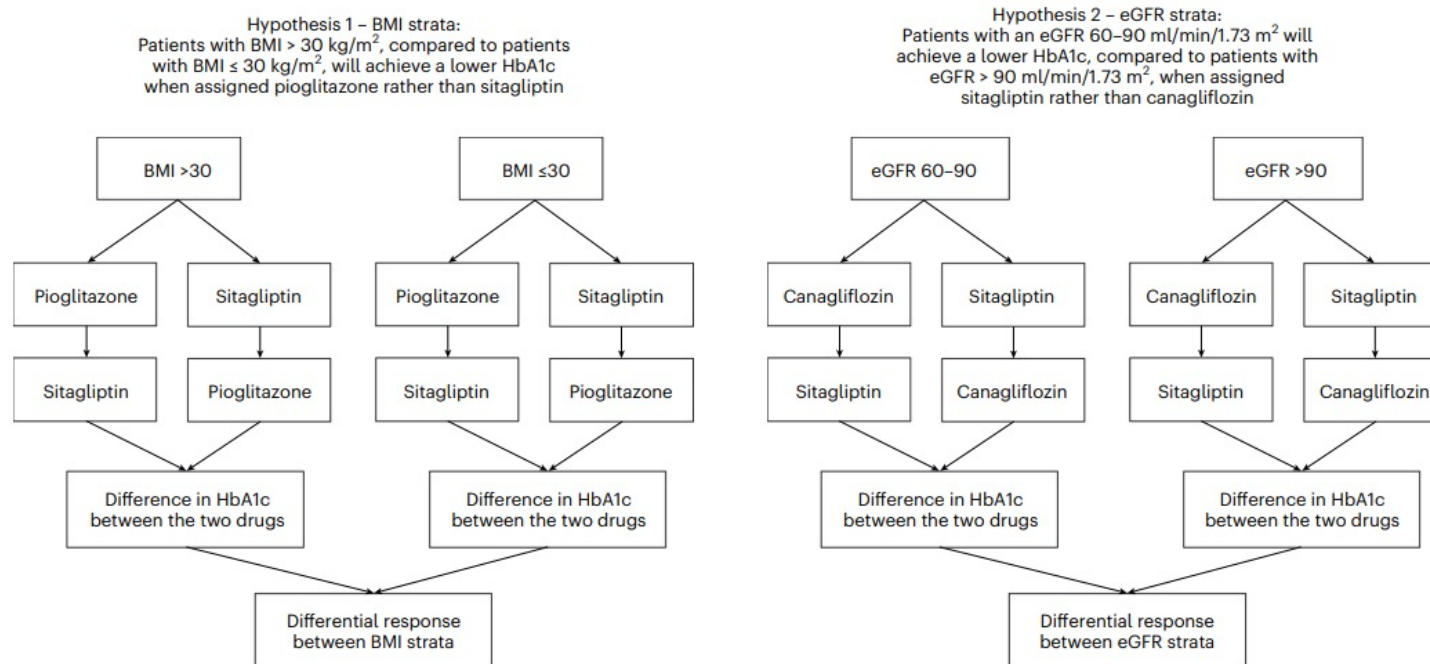 Hypothesis 1 – BMI strata:
Patients with BMI > 30 kg/m², compared to patients
with BMI ≤ 30 kg/m², will achieve a lower HbA1c
when assigned pioglitazone rather than sitagliptin
BMI >30
BMI ≤30
Pioglitazone
Sitagliptin
Pioglitazone
Sitagliptin
Sitagliptin
Pioglitazone
Sitagliptin
Pioglitazone
Difference in HbA1c
between the two drugs
Difference in HbA1c
between the two drugs
Differential response
between BMI strata
Hypothesis 2 – eGFR strata:
Patients with an eGFR 60–90 ml/min/1.73 m² will
achieve a lower HbA1c, compared to patients with
eGFR > 90 ml/min/1.73 m², when assigned
sitagliptin rather than canagliflozin
eGFR 60–90
eGFR >90
Canagliflozin
Sitagliptin
Canagliflozin
Sitagliptin
Sitagliptin
Canagliflozin
Sitagliptin
Canagliflozin
Difference in HbA1c
between the two drugs
Difference in HbA1c
between the two drugs
Differential response
between eGFR strata